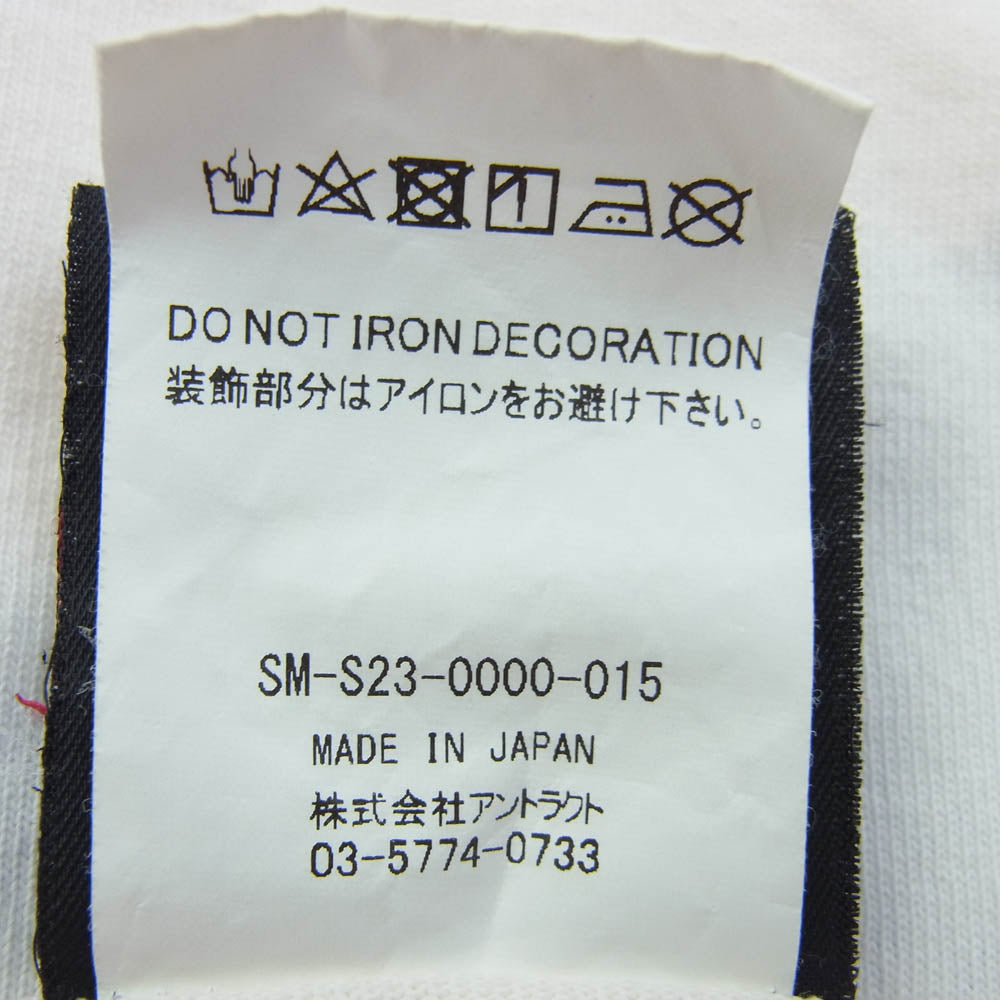 DO NOT IRON DECORATION
装飾部分はアイロンをお避け下さい。
SM-S23-0000-015
MADE IN JAPAN
株式会社アントラクト
03-5774-0733